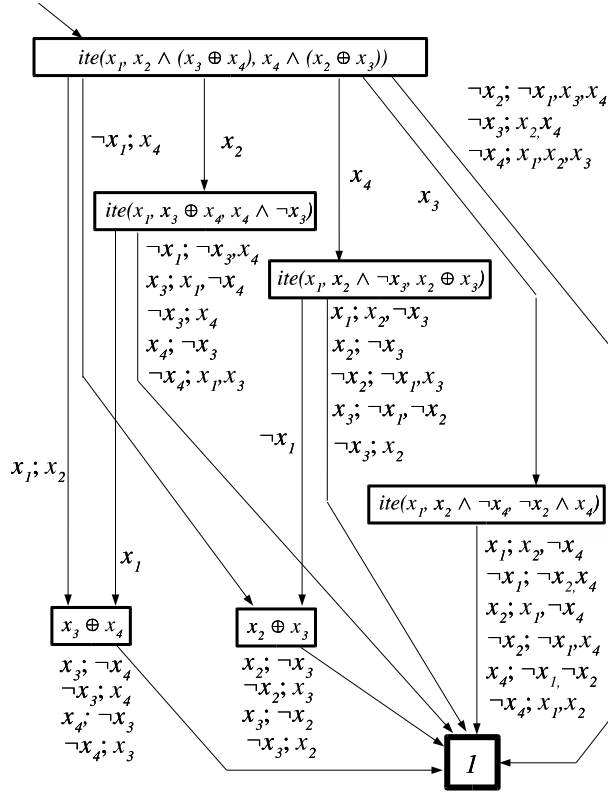 ite(x₁, x₂ ∧ (x₃ ⊕ x₄), x₄ ∧ (x₂ ⊕ x₃))
¬x₂; ¬x₁,x₃,x₄
¬x₃; x₂,x₄
¬x₄; x₁,x₂,x₃
¬x₁; x₄
x₂
x₄
x₃
ite(x₁, x₃ ⊕ x₄, x₄ ∧ ¬x₃)
¬x₁; ¬x₃,x₄
x₃; x₁,¬x₄
¬x₃; x₄
x₄; ¬x₃
¬x₄; x₁,x₃
ite(x₁, x₂ ∧ ¬x₃, x₂ ⊕ x₃)
x₁; x₂,¬x₃
x₂; ¬x₃
¬x₂; ¬x₁,x₃
x₃; ¬x₁,¬x₂
¬x₃; x₂
¬x₁
x₁; x₂
ite(x₁, x₂ ∧ ¬x₄, ¬x₂ ∧ x₄)
x₁; x₂,¬x₄
¬x₁; ¬x₂,x₄
x₂; x₁,¬x₄
¬x₂; ¬x₁,x₄
x₄; ¬x₁,¬x₂
¬x₄; x₁,x₂
x₁
x₃ ⊕ x₄
x₃; ¬x₄
¬x₃; x₄
x₄; ¬x₃
¬x₄; x₃
x₂ ⊕ x₃
x₂; ¬x₃
¬x₂; x₃
x₃; ¬x₂
¬x₃; x₂
1